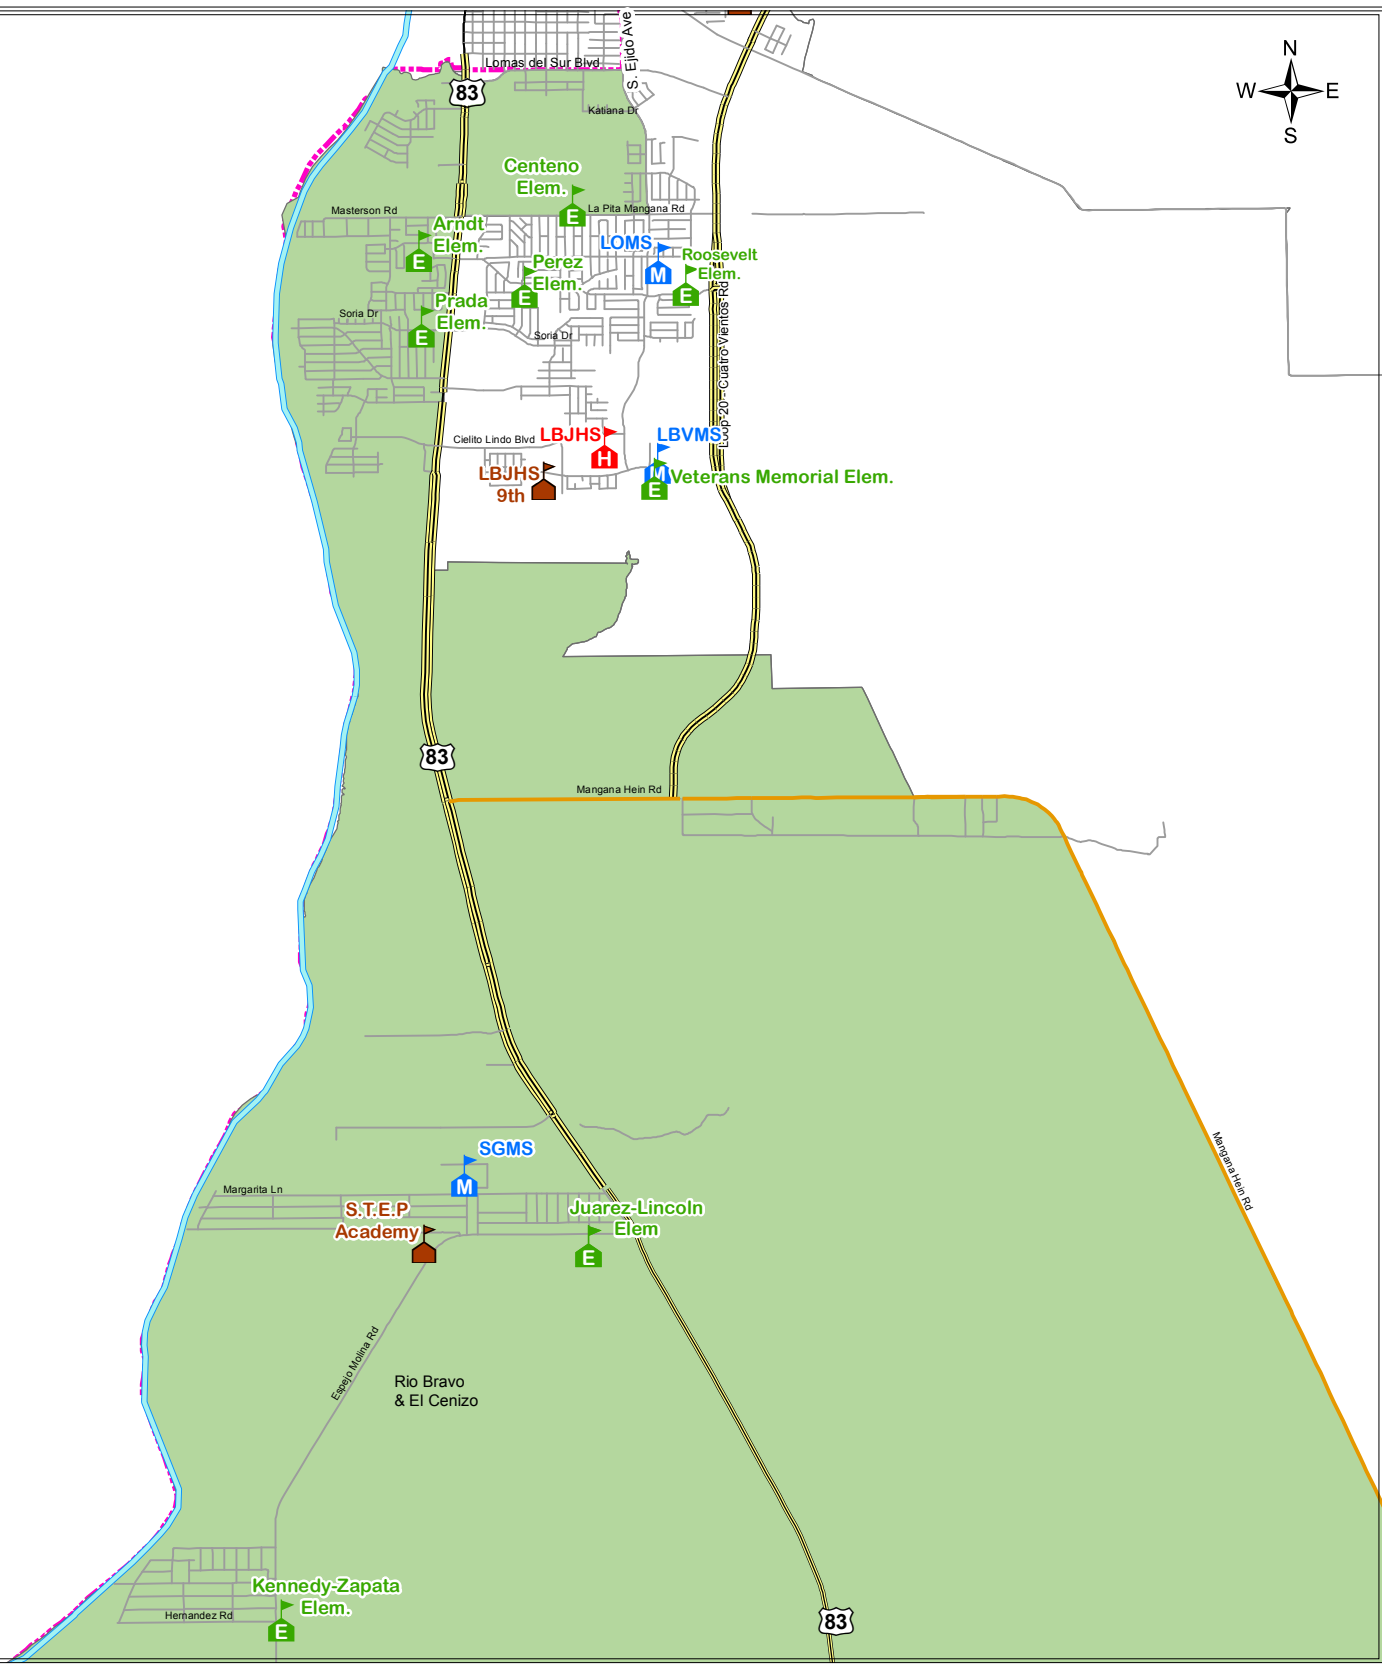 S. Ejido Ave
Lomas del Sur Blvd
N
W
E
S
83
Katiana Dr
Centeno
Elem.
E
Masterson Rd
La Pita Mangana Rd
Arndt
Elem.
E
LOMS
M
Roosevelt
Elem.
E
Perez
Elem.
E
Prada
Elem.
E
Soria Dr
Soria Dr
Loop 20 - Cuatro Vientos Rd
Cielito Lindo Blvd
LBJHS
H
LBVMS
M
LBJHS
9th
Veterans Memorial Elem.
E
83
Mangana Hein Rd
Mangana Hein Rd
SGMS
M
Margarita Ln
S.T.E.P
Academy
Juarez-Lincoln
Elem
E
Espejo Molina Rd
Rio Bravo
& El Cenizo
Kennedy-Zapata
Elem.
E
Hernandez Rd
83